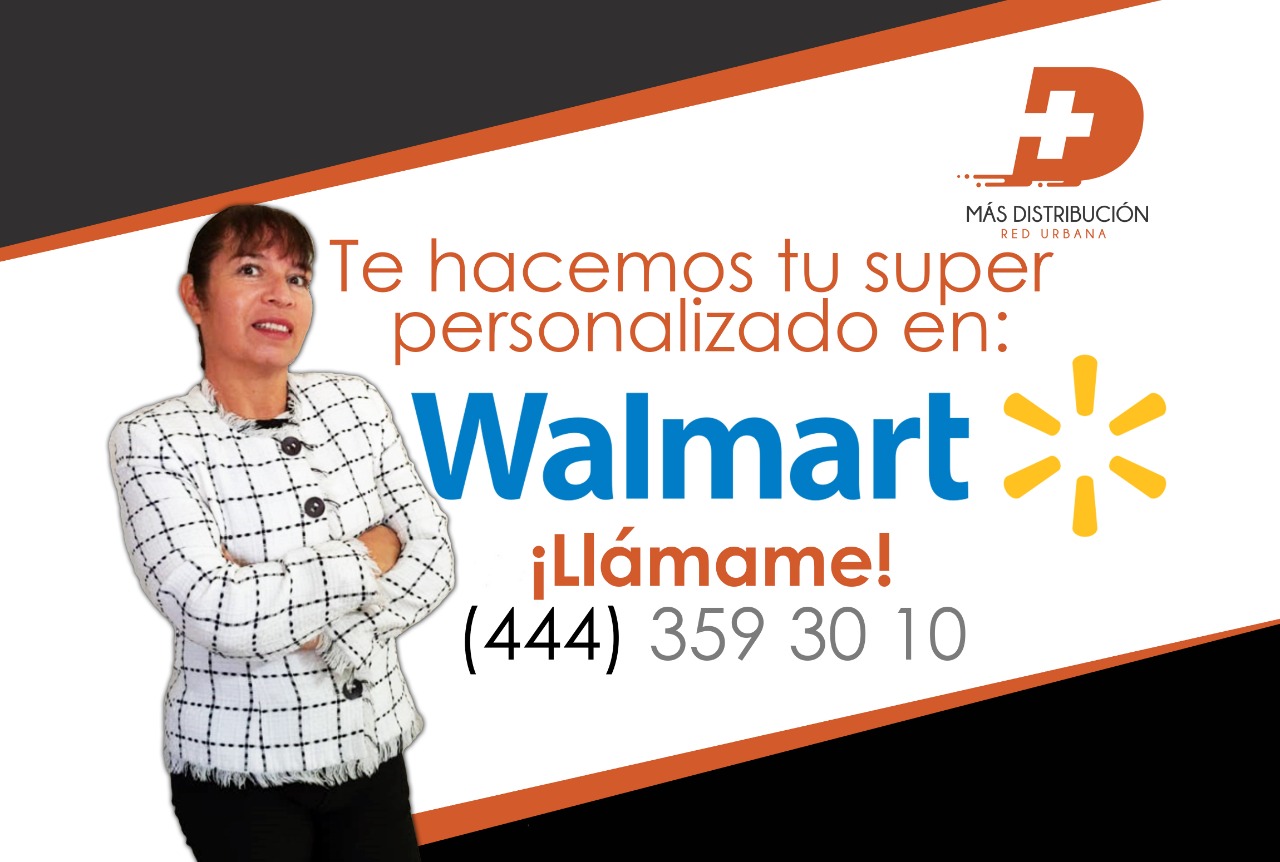 MÁS DISTRIBUCIÓN
RED URBANA
Te hacemos tu super
personalizado en:
Walmart
¡Llámame!
(444) 359 30 10